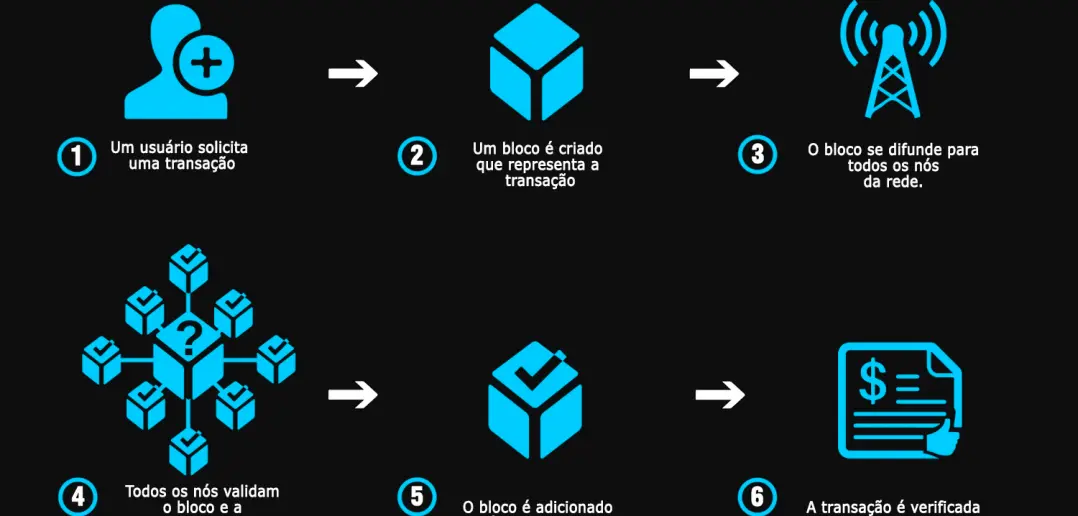 1
Um usuário solicita
uma transação
2
Um bloco é criado
que representa a
transação
3
O bloco se difunde para
todos os nós
da rede.
?
$
4
Todos os nós validam
o bloco e a
5
O bloco é adicionado
6
A transação é verificada